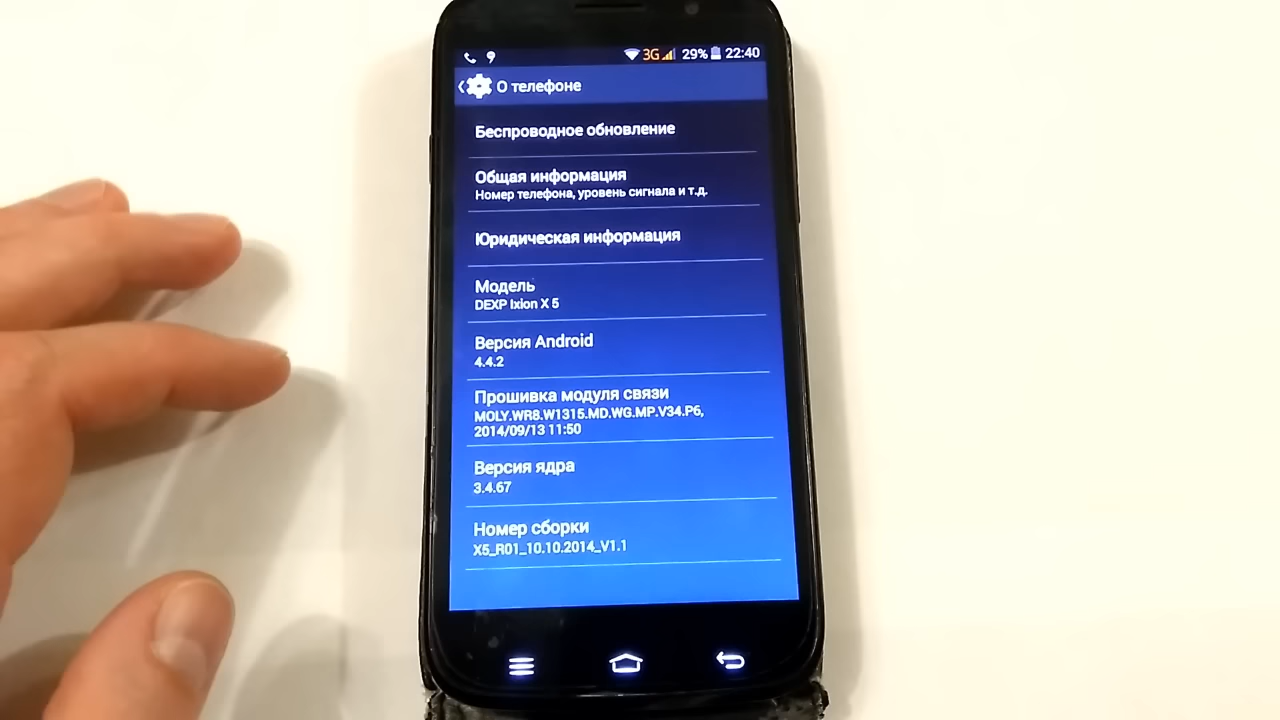 3G 29% 22:40
О телефоне
Беспроводное обновление
Общая информация
Номер телефона, уровень сигнала и т.д.
Юридическая информация
Модель
DEXP Ixion X 5
Версия Android
4.4.2
Прошивка модуля связи
MOLY.WR8.W1315.MD.WG.MP.V34.P6,
2014/09/13 11:50
Версия ядра
3.4.67
Номер сборки
X5_R01_10.10.2014_V1.1